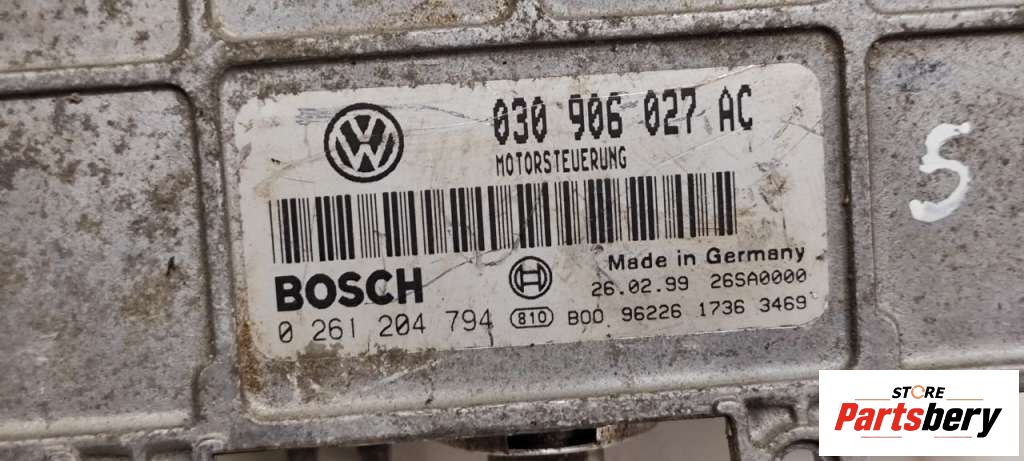 VW
030 906 027 AC
MOTORSTEUERUNG
Made in Germany
BOSCH
26.02.99 26SA0000
0 261 204 794 810 B00 96226 1736 3469
5
STORE
Partsbery